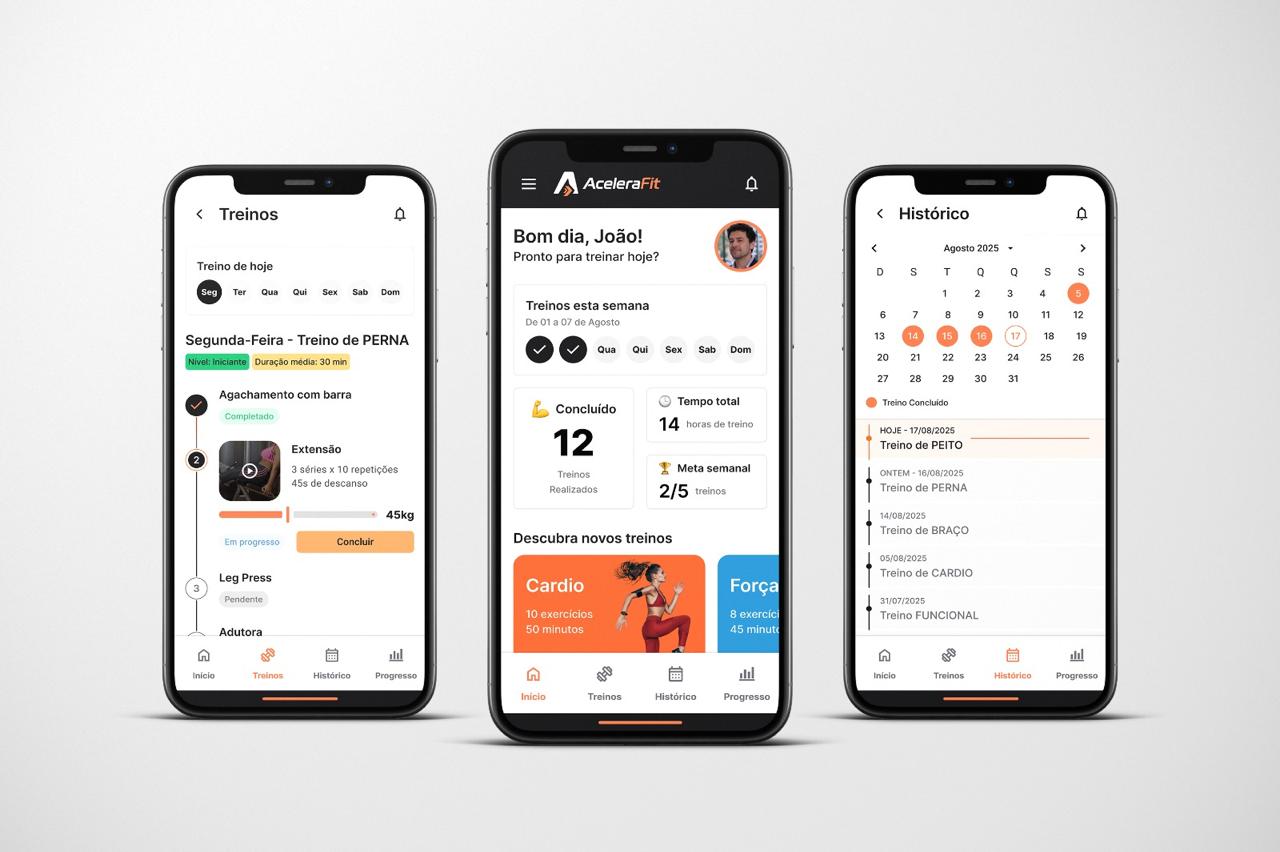 Treinos
Treino de hoje
Seg Ter Qua Qui Sex Sab Dom
Segunda-Feira - Treino de PERNA
Nível: Iniciante Duração média: 30 min
Agachamento com barra
Completado
2
Extensão
3 séries x 10 repetições
45s de descanso
45kg
Em progresso Concluir
3
Leg Press
Pendente
Adutora
Início Treinos Histórico Progresso
AceleraFit
Bom dia, João!
Pronto para treinar hoje?
Treinos esta semana
De 01 a 07 de Agosto
Qua Qui Sex Sab Dom
Concluído
12
Treinos
Realizados
Tempo total
14 horas de treino
Meta semanal
2/5 treinos
Descubra novos treinos
Cardio
10 exercícios
50 minutos
Força
8 exercíci
45 minut
Início Treinos Histórico Progresso
Histórico
Agosto 2025
D S T Q Q S S
1 2 3 4 5
6 7 8 9 10 11 12
13 14 15 16 17 18 19
20 21 22 23 24 25 26
27 28 29 30 31
Treino Concluído
HOJE - 17/08/2025
Treino de PEITO
ONTEM - 16/08/2025
Treino de PERNA
14/08/2025
Treino de BRAÇO
05/08/2025
Treino de CARDIO
31/07/2025
Treino FUNCIONAL
Início Treinos Histórico Progresso